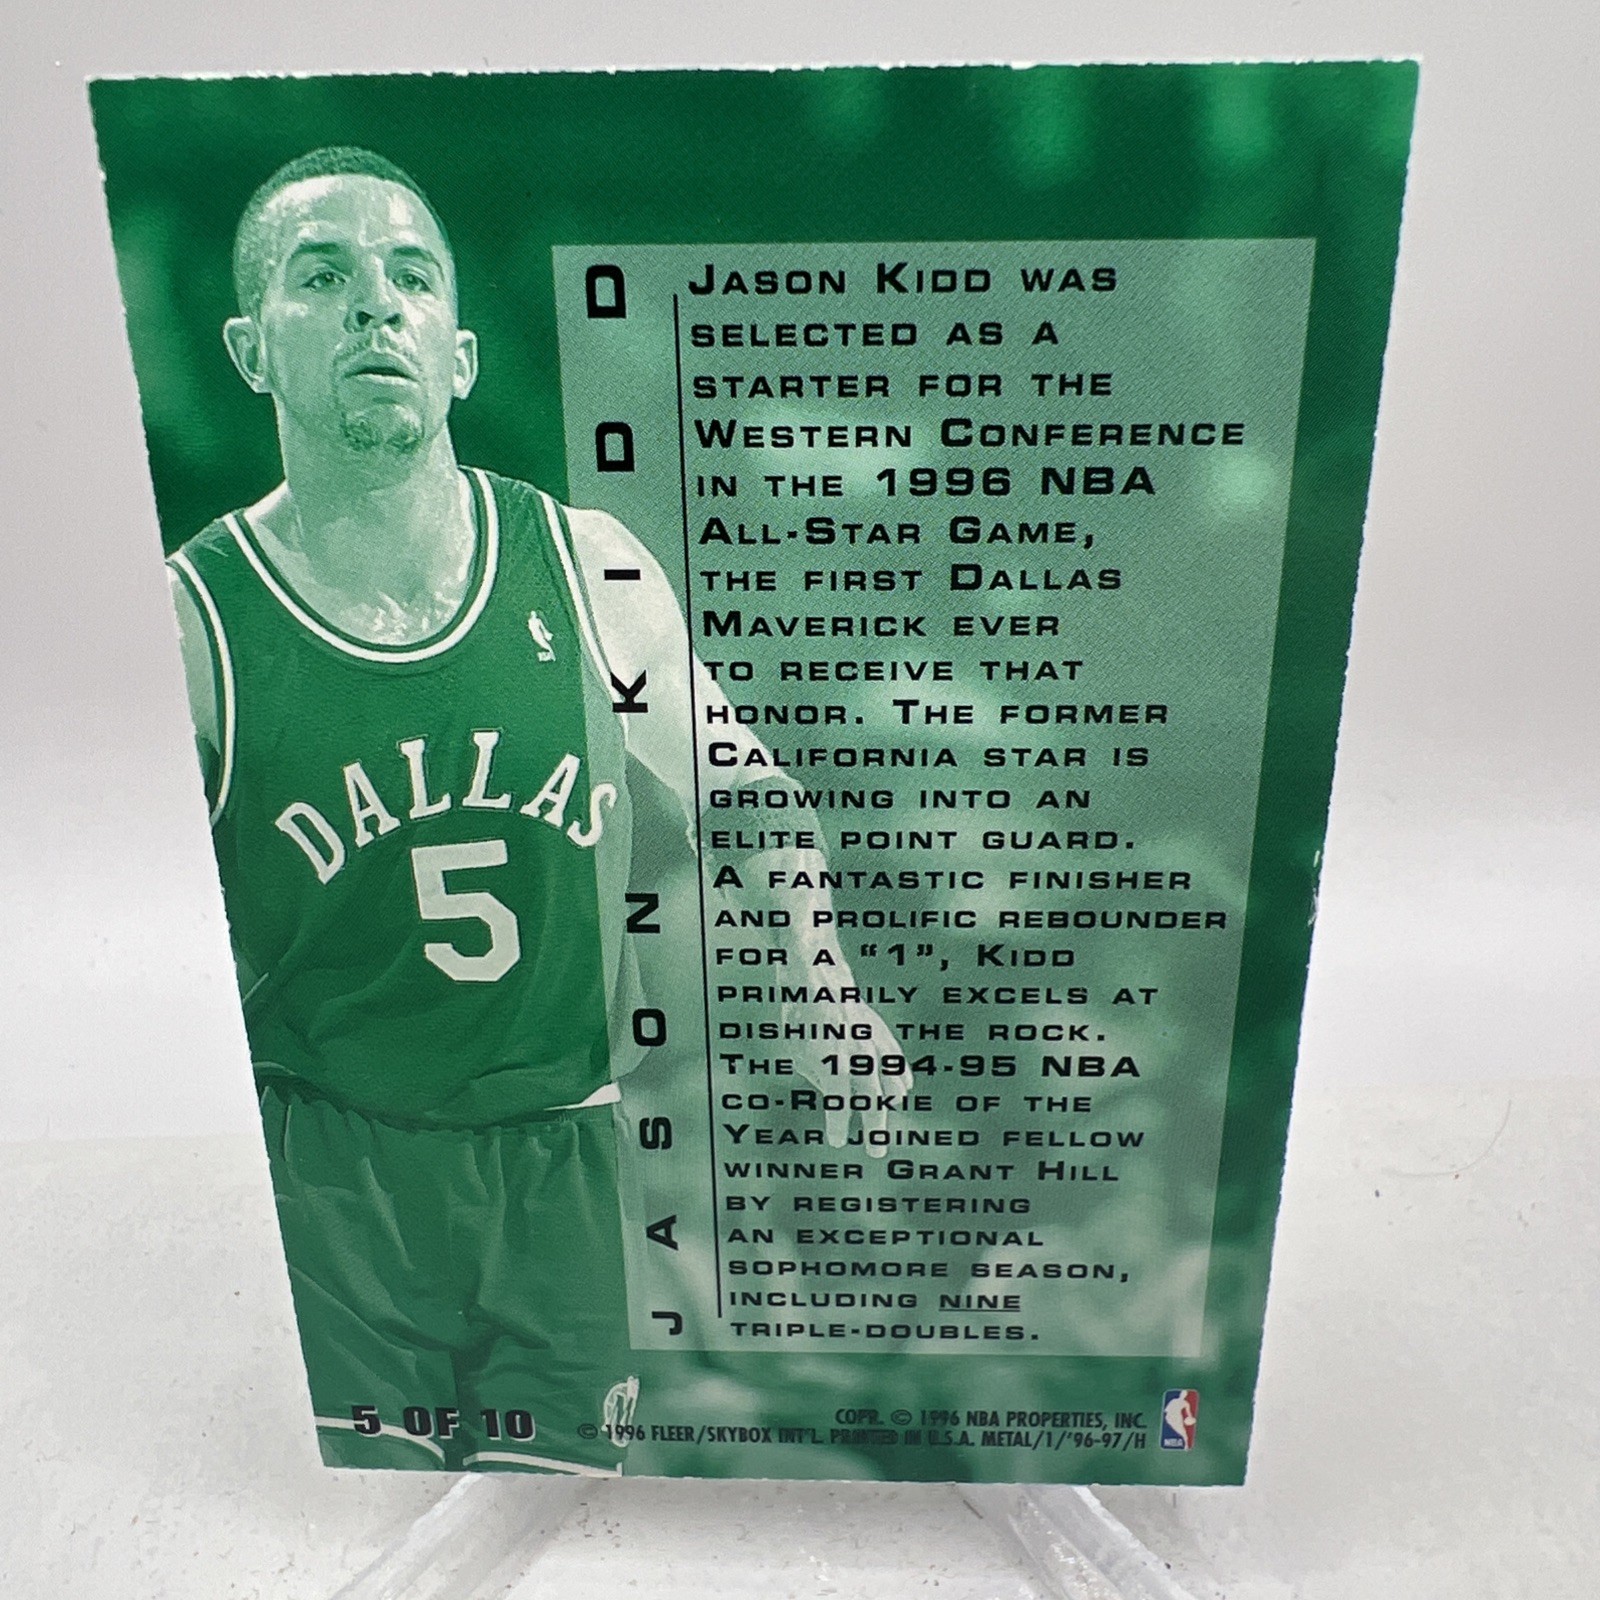 JASON KIDD
JASON KIDD WAS
SELECTED AS A
STARTER FOR THE
WESTERN CONFERENCE
IN THE 1996 NBA
ALL-STAR GAME,
THE FIRST DALLAS
MAVERICK EVER
TO RECEIVE THAT
HONOR. THE FORMER
CALIFORNIA STAR IS
GROWING INTO AN
ELITE POINT GUARD.
A FANTASTIC FINISHER
AND PROLIFIC REBOUNDER
FOR A “1”, KIDD
PRIMARILY EXCELS AT
DISHING THE ROCK.
THE 1994-95 NBA
CO-ROOKIE OF THE
YEAR JOINED FELLOW
WINNER GRANT HILL
BY REGISTERING
AN EXCEPTIONAL
SOPHOMORE SEASON,
INCLUDING NINE
TRIPLE-DOUBLES.
DALLAS
5
5 OF 10
COPR. © 1996 NBA PROPERTIES, INC.
© 1996 FLEER/SKYBOX INT'L. PRINTED IN U.S.A. METAL/1/'96-97/H
NBA